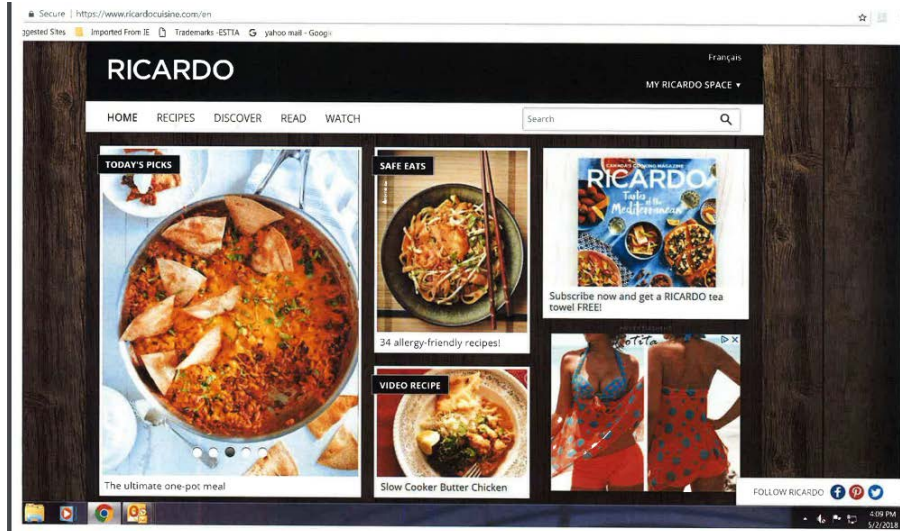 Secure | https://www.ricardocuisine.com/en
ggested Sites Imported From IE Trademarks -ESTTA G yahoo mail - Googl
RICARDO
Français
MY RICARDO SPACE
HOME RECIPES DISCOVER READ WATCH
Search
TODAY'S PICKS
The ultimate one-pot meal
SAFE EATS
34 allergy-friendly recipes!
VIDEO RECIPE
Slow Cooker Butter Chicken
CANADA'S COOKING MAGAZINE
RICARDO
Taste
of the
Mediterranean
Subscribe now and get a RICARDO tea
towel FREE!
advertisement
FOLLOW RICARDO
4:09 PM
5/2/2018